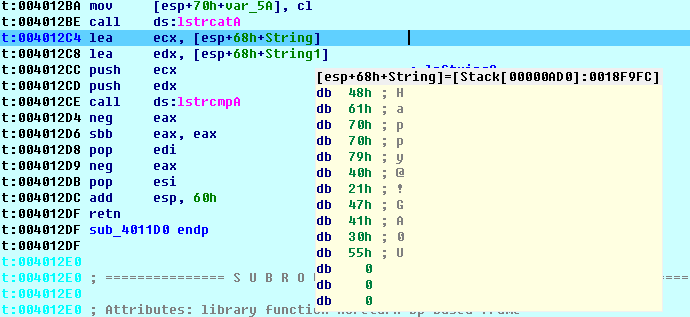 t:004012BA mov [esp+70h+var_5A], cl
t:004012BE call ds:lstrcatA
t:004012C4 lea ecx, [esp+68h+String]
t:004012C8 lea edx, [esp+68h+String1]
t:004012CC push ecx
t:004012CD push edx
t:004012CE call ds:lstrcmpA
t:004012D4 neg eax
t:004012D6 sbb eax, eax
t:004012D8 pop edi
t:004012D9 neg eax
t:004012DB pop esi
t:004012DC add esp, 60h
t:004012DF retn
t:004012DF sub_4011D0 endp
t:004012DF
t:004012E0
t:004012E0 ; =============== S U B R O
t:004012E0
t:004012E0 ; Attributes: library function
[esp+68h+String]=[Stack[00000AD0]:0018F9FC]
db 48h ; H
db 61h ; a
db 70h ; p
db 70h ; p
db 79h ; y
db 40h ; @
db 21h ; !
db 47h ; G
db 41h ; A
db 30h ; 0
db 55h ; U
db 0
db 0
db 0